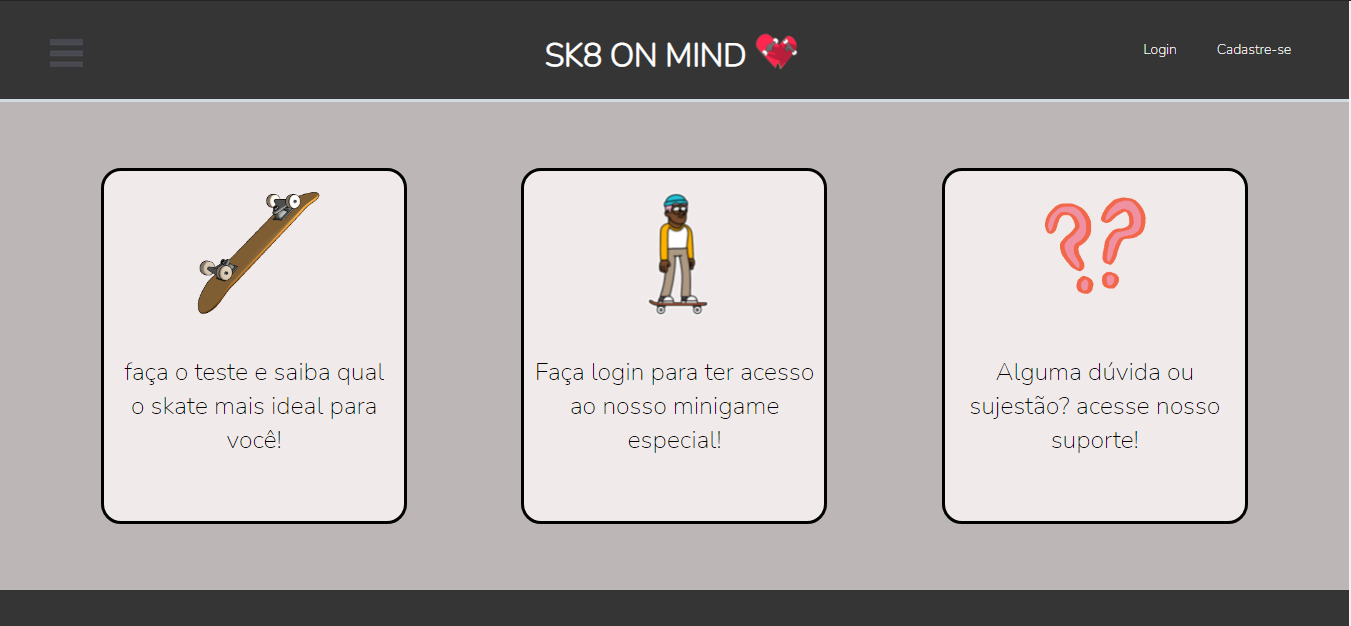 SK8 ON MIND
Login
Cadastre-se
faça o teste e saiba qual
o skate mais ideal para
você!
Faça login para ter acesso
ao nosso minigame
especial!
??
Alguma dúvida ou
sujestão? acesse nosso
suporte!